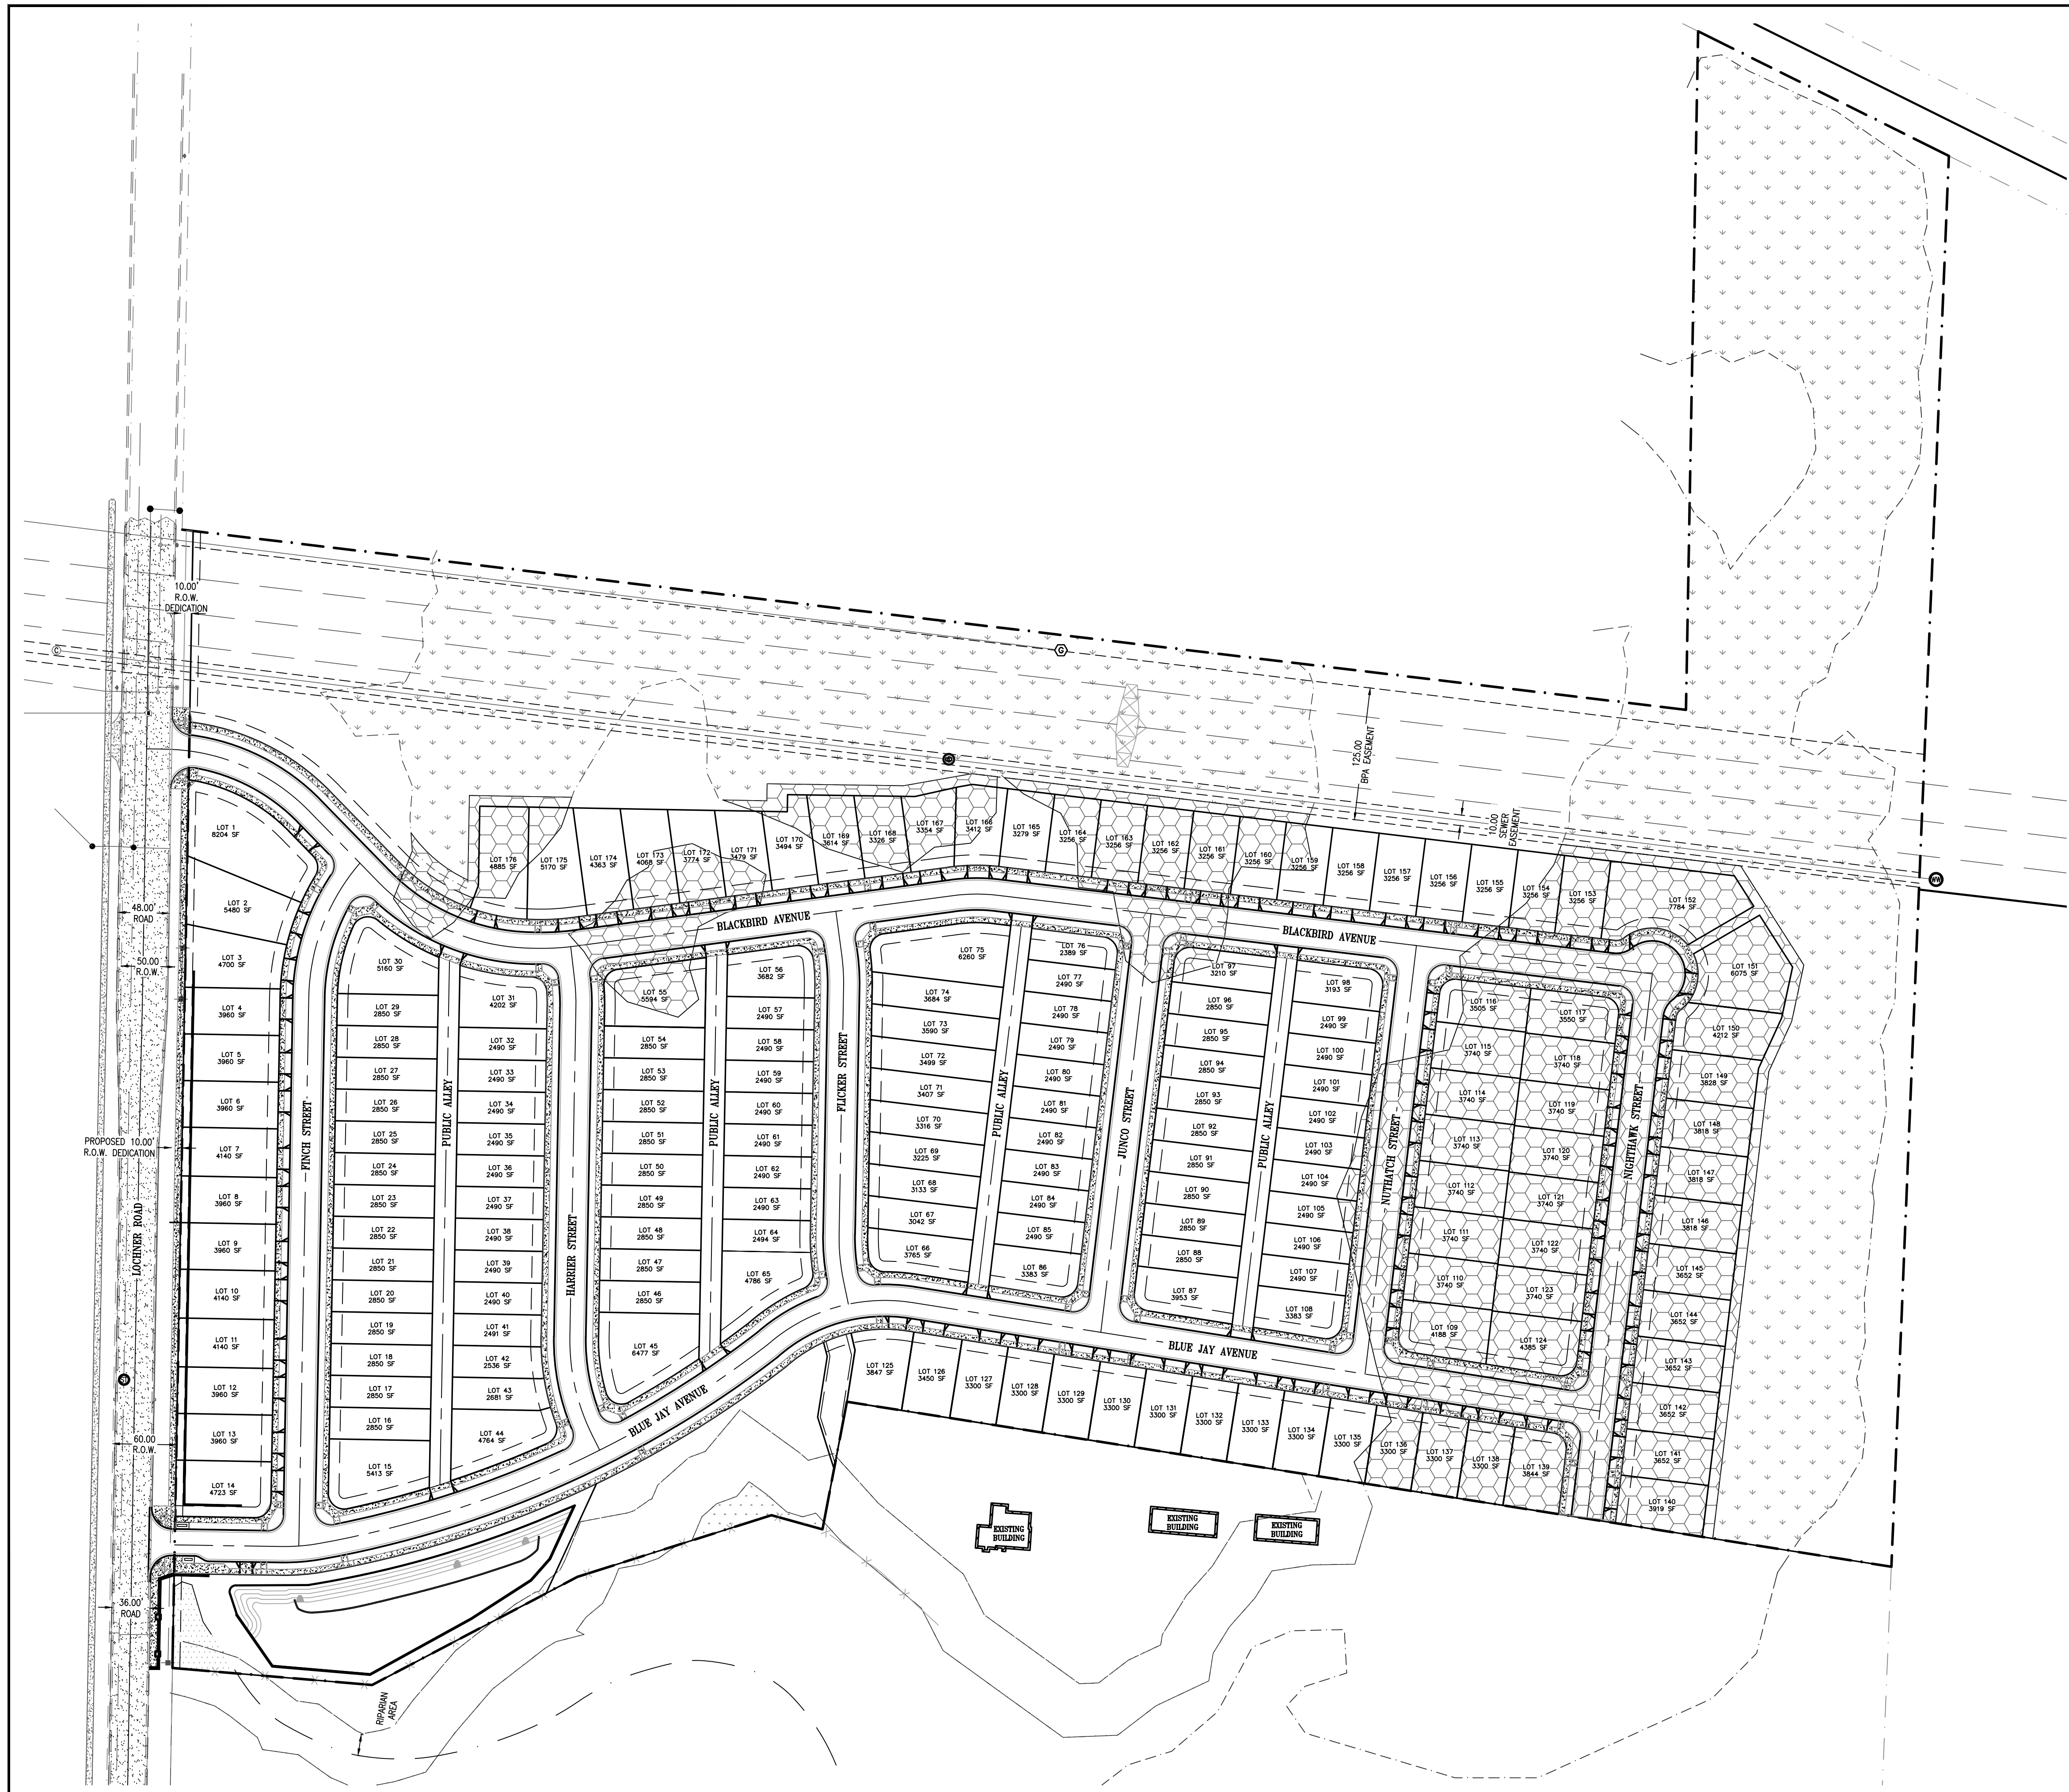 10.00'
R.O.W.
DEDICATION
C
G
125.00
BPA EASEMENT
10.00
SEWER
EASEMENT
WW
48.00'
ROAD
50.00
R.O.W.
PROPOSED 10.00'
R.O.W. DEDICATION
LOCHNER ROAD
60.00
R.O.W.
36.00'
ROAD
RIPARIAN
AREA
LOT 1
8204 SF
LOT 2
5480 SF
LOT 3
4700 SF
LOT 4
3960 SF
LOT 5
3960 SF
LOT 6
3960 SF
LOT 7
4140 SF
LOT 8
3960 SF
LOT 9
3960 SF
LOT 10
4140 SF
LOT 11
4140 SF
LOT 12
3960 SF
LOT 13
3960 SF
LOT 14
4723 SF
FINCH STREET
LOT 30
5160 SF
LOT 29
2850 SF
LOT 28
2850 SF
LOT 27
2850 SF
LOT 26
2850 SF
LOT 25
2850 SF
LOT 24
2850 SF
LOT 23
2850 SF
LOT 22
2850 SF
LOT 21
2850 SF
LOT 20
2850 SF
LOT 19
2850 SF
LOT 18
2850 SF
LOT 17
2850 SF
LOT 16
2850 SF
LOT 15
5413 SF
PUBLIC ALLEY
LOT 31
4202 SF
LOT 32
2490 SF
LOT 33
2490 SF
LOT 34
2490 SF
LOT 35
2490 SF
LOT 36
2490 SF
LOT 37
2490 SF
LOT 38
2490 SF
LOT 39
2490 SF
LOT 40
2490 SF
LOT 41
2491 SF
LOT 42
2536 SF
LOT 43
2681 SF
LOT 44
4764 SF
HARRIER STREET
LOT 55
5594 SF
LOT 54
2850 SF
LOT 53
2850 SF
LOT 52
2850 SF
LOT 51
2850 SF
LOT 50
2850 SF
LOT 49
2850 SF
LOT 48
2850 SF
LOT 47
2850 SF
LOT 46
2850 SF
LOT 45
6477 SF
PUBLIC ALLEY
LOT 56
3682 SF
LOT 57
2490 SF
LOT 58
2490 SF
LOT 59
2490 SF
LOT 60
2490 SF
LOT 61
2490 SF
LOT 62
2490 SF
LOT 63
2490 SF
LOT 64
2494 SF
LOT 65
4786 SF
FLICKER STREET
LOT 75
6260 SF
LOT 74
3684 SF
LOT 73
3590 SF
LOT 72
3499 SF
LOT 71
3407 SF
LOT 70
3316 SF
LOT 69
3225 SF
LOT 68
3133 SF
LOT 67
3042 SF
LOT 66
3765 SF
PUBLIC ALLEY
LOT 76
2389 SF
LOT 77
2490 SF
LOT 78
2490 SF
LOT 79
2490 SF
LOT 80
2490 SF
LOT 81
2490 SF
LOT 82
2490 SF
LOT 83
2490 SF
LOT 84
2490 SF
LOT 85
2490 SF
LOT 86
3383 SF
JUNCO STREET
LOT 97
3210 SF
LOT 96
2850 SF
LOT 95
2850 SF
LOT 94
2850 SF
LOT 93
2850 SF
LOT 92
2850 SF
LOT 91
2850 SF
LOT 90
2850 SF
LOT 89
2850 SF
LOT 88
2850 SF
LOT 87
3953 SF
PUBLIC ALLEY
LOT 98
3193 SF
LOT 99
2490 SF
LOT 100
2490 SF
LOT 101
2490 SF
LOT 102
2490 SF
LOT 103
2490 SF
LOT 104
2490 SF
LOT 105
2490 SF
LOT 106
2490 SF
LOT 107
2490 SF
LOT 108
3383 SF
NUTHATCH STREET
LOT 116
3505 SF
LOT 115
3740 SF
LOT 114
3740 SF
LOT 113
3740 SF
LOT 112
3740 SF
LOT 111
3740 SF
LOT 110
3740 SF
LOT 109
4188 SF
LOT 117
3550 SF
LOT 118
3740 SF
LOT 119
3740 SF
LOT 120
3740 SF
LOT 121
3740 SF
LOT 122
3740 SF
LOT 123
3740 SF
LOT 124
4385 SF
NIGHTHAWK STREET
LOT 176
4885 SF
LOT 175
5170 SF
LOT 174
4363 SF
LOT 173
4068 SF
LOT 172
3774 SF
LOT 171
3479 SF
LOT 170
3494 SF
LOT 169
3614 SF
LOT 168
3326 SF
LOT 167
3354 SF
LOT 166
3412 SF
LOT 165
3279 SF
LOT 164
3256 SF
LOT 163
3256 SF
LOT 162
3256 SF
LOT 161
3256 SF
LOT 160
3256 SF
LOT 159
3256 SF
LOT 158
3256 SF
LOT 157
3256 SF
LOT 156
3256 SF
LOT 155
3256 SF
LOT 154
3256 SF
LOT 153
3256 SF
LOT 152
7784 SF
BLACKBIRD AVENUE
BLACKBIRD AVENUE
LOT 151
6075 SF
LOT 150
4212 SF
LOT 149
3828 SF
LOT 148
3818 SF
LOT 147
3818 SF
LOT 146
3818 SF
LOT 145
3652 SF
LOT 144
3652 SF
LOT 143
3652 SF
LOT 142
3652 SF
LOT 141
3652 SF
LOT 140
3919 SF
BLUE JAY AVENUE
BLUE JAY AVENUE
LOT 125
3847 SF
LOT 126
3450 SF
LOT 127
3300 SF
LOT 128
3300 SF
LOT 129
3300 SF
LOT 130
3300 SF
LOT 131
3300 SF
LOT 132
3300 SF
LOT 133
3300 SF
LOT 134
3300 SF
LOT 135
3300 SF
LOT 136
3300 SF
LOT 137
3300 SF
LOT 138
3300 SF
LOT 139
3844 SF
EXISTING
BUILDING
EXISTING
BUILDING
EXISTING
BUILDING